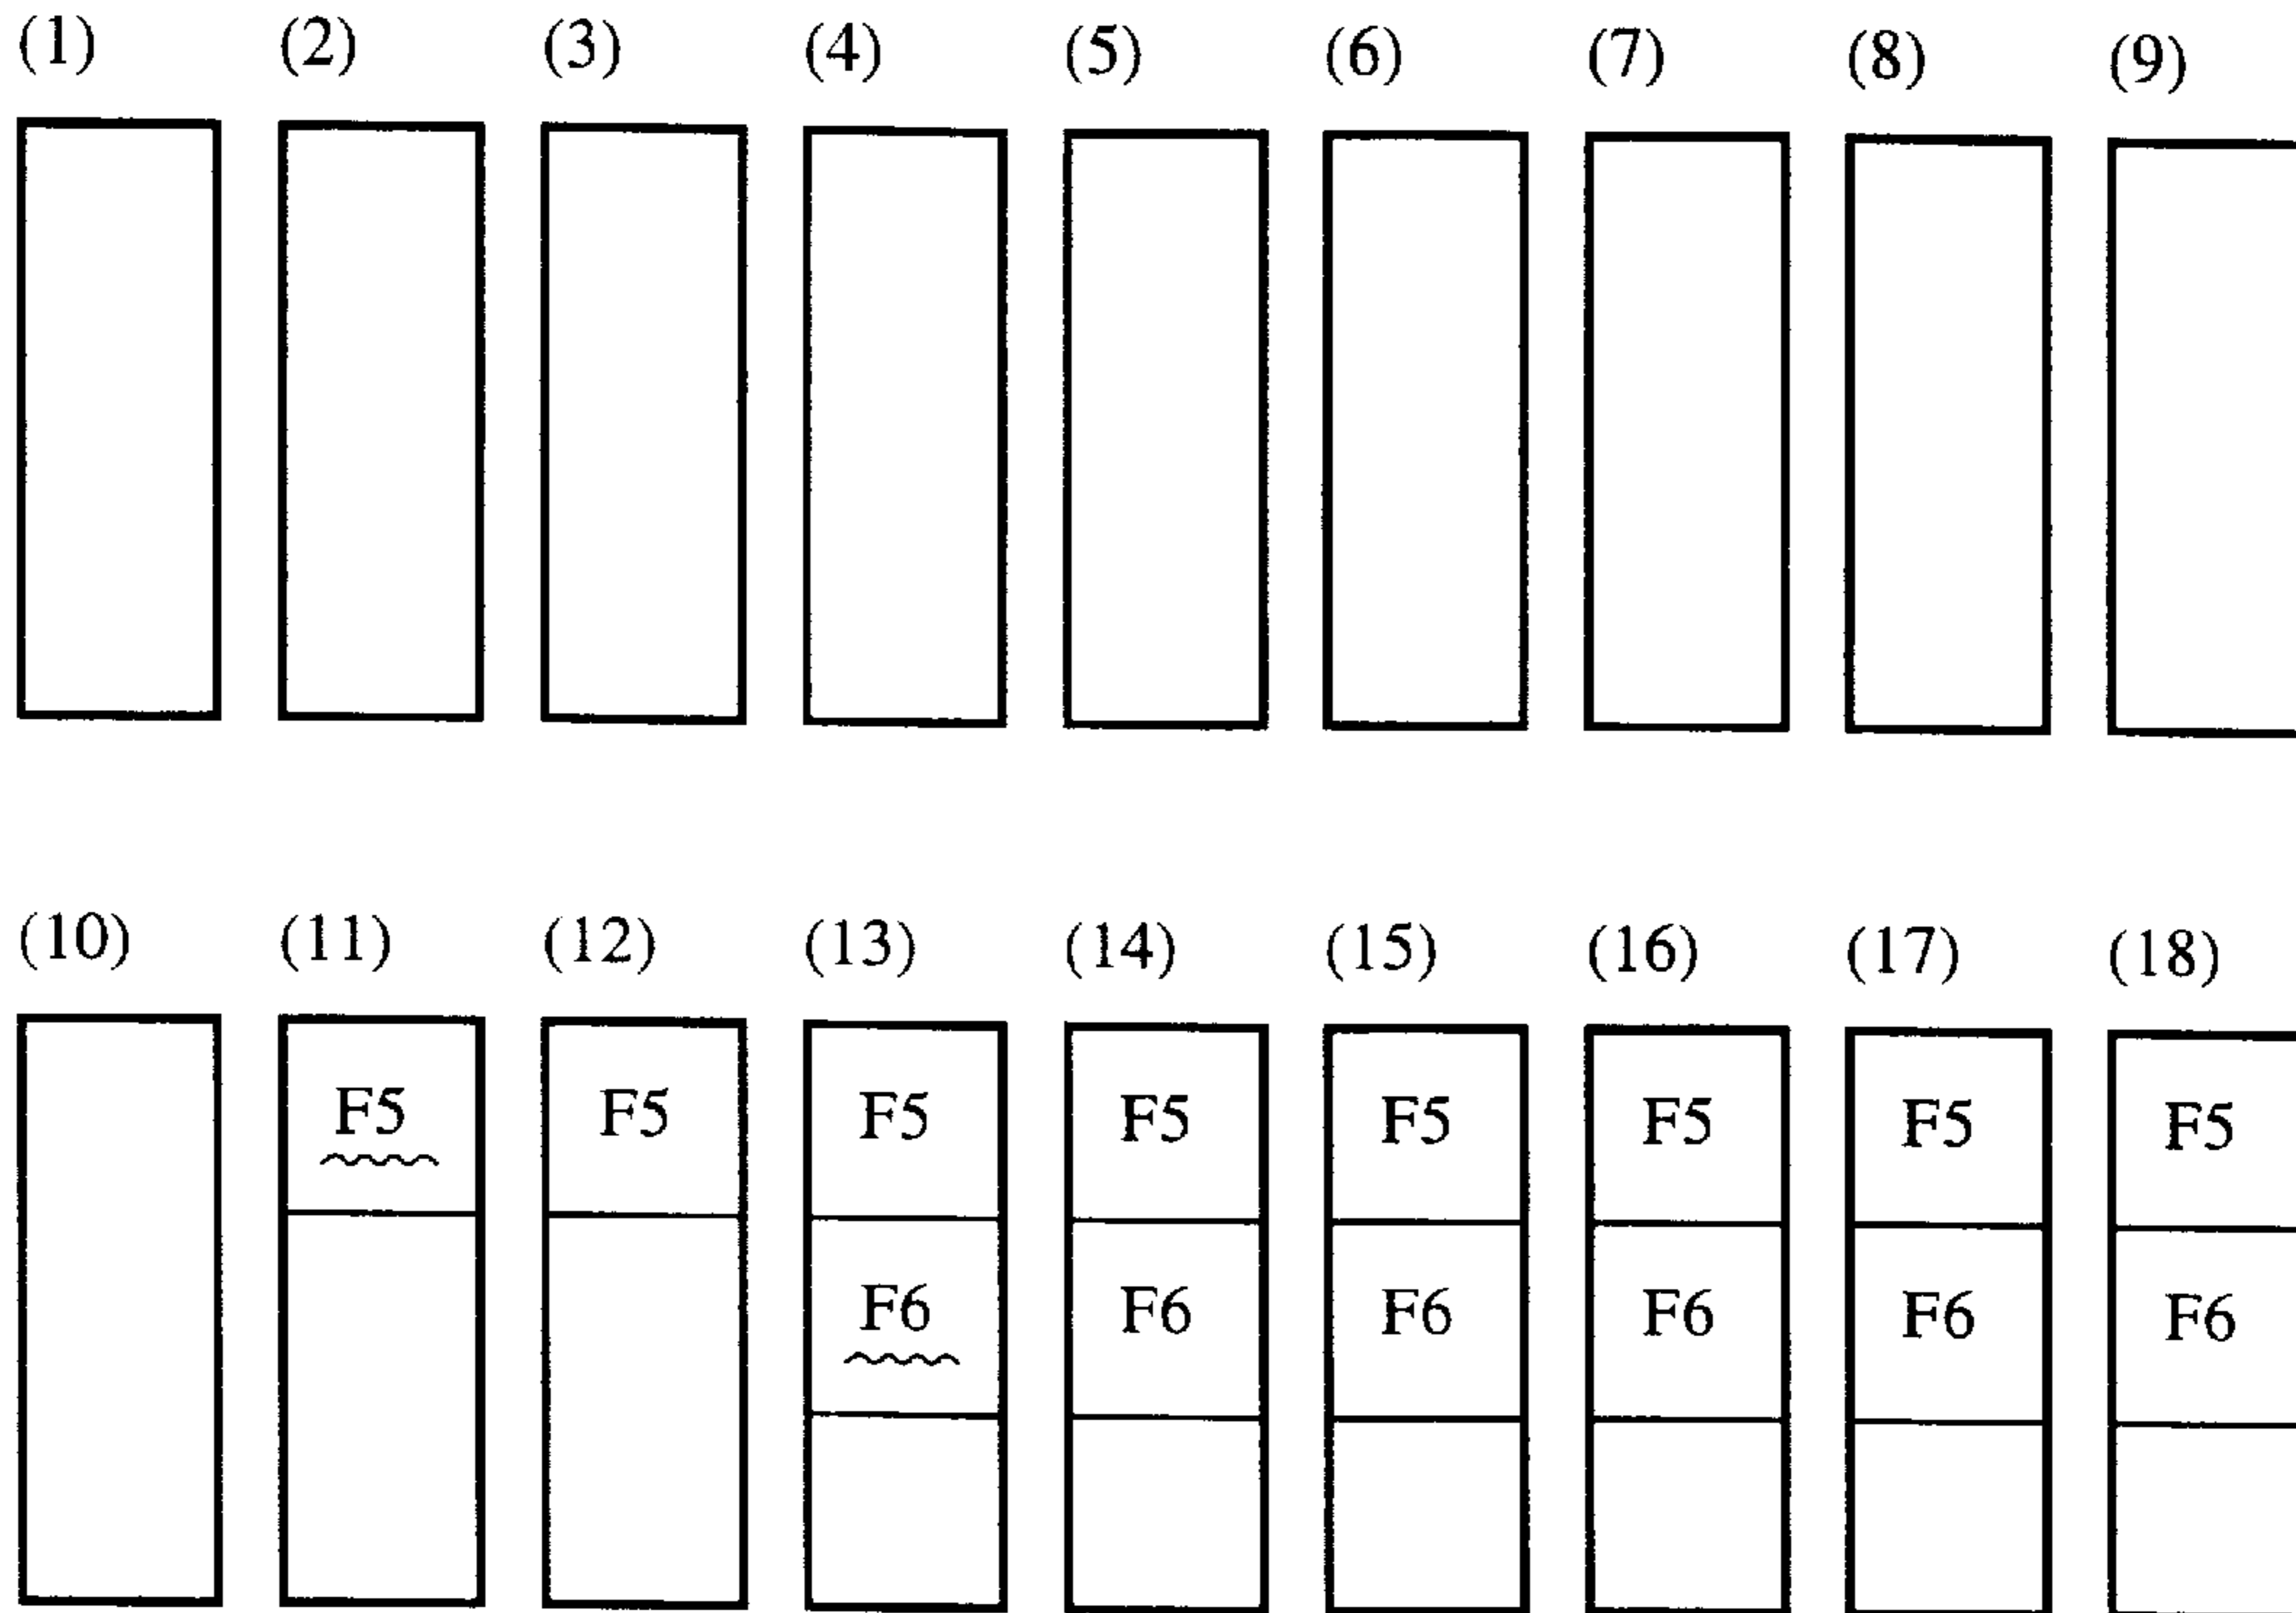 (1) (2) (3) (4) (5) (6) (7) (8) (9)
(10) (11) (12) (13) (14) (15) (16) (17) (18)
F5 F5 F5 F5 F5 F5 F5 F5
F6 F6 F6 F6 F6 F6